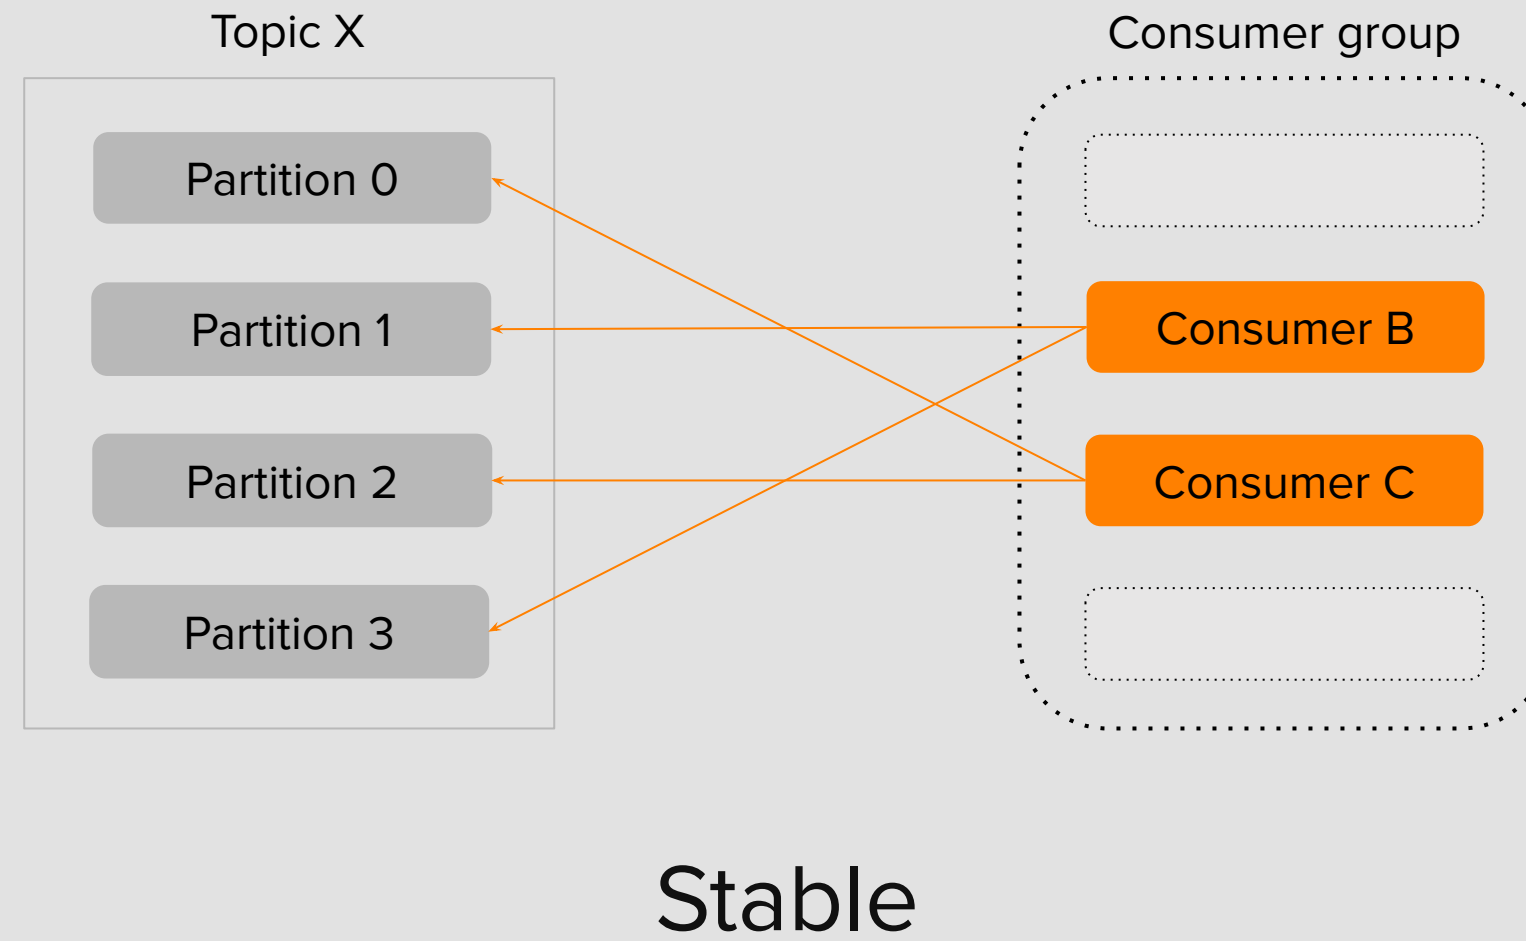 Topic X
Consumer group
Partition 0
Partition 1
Consumer B
Partition 2
Consumer C
Partition 3
Stable